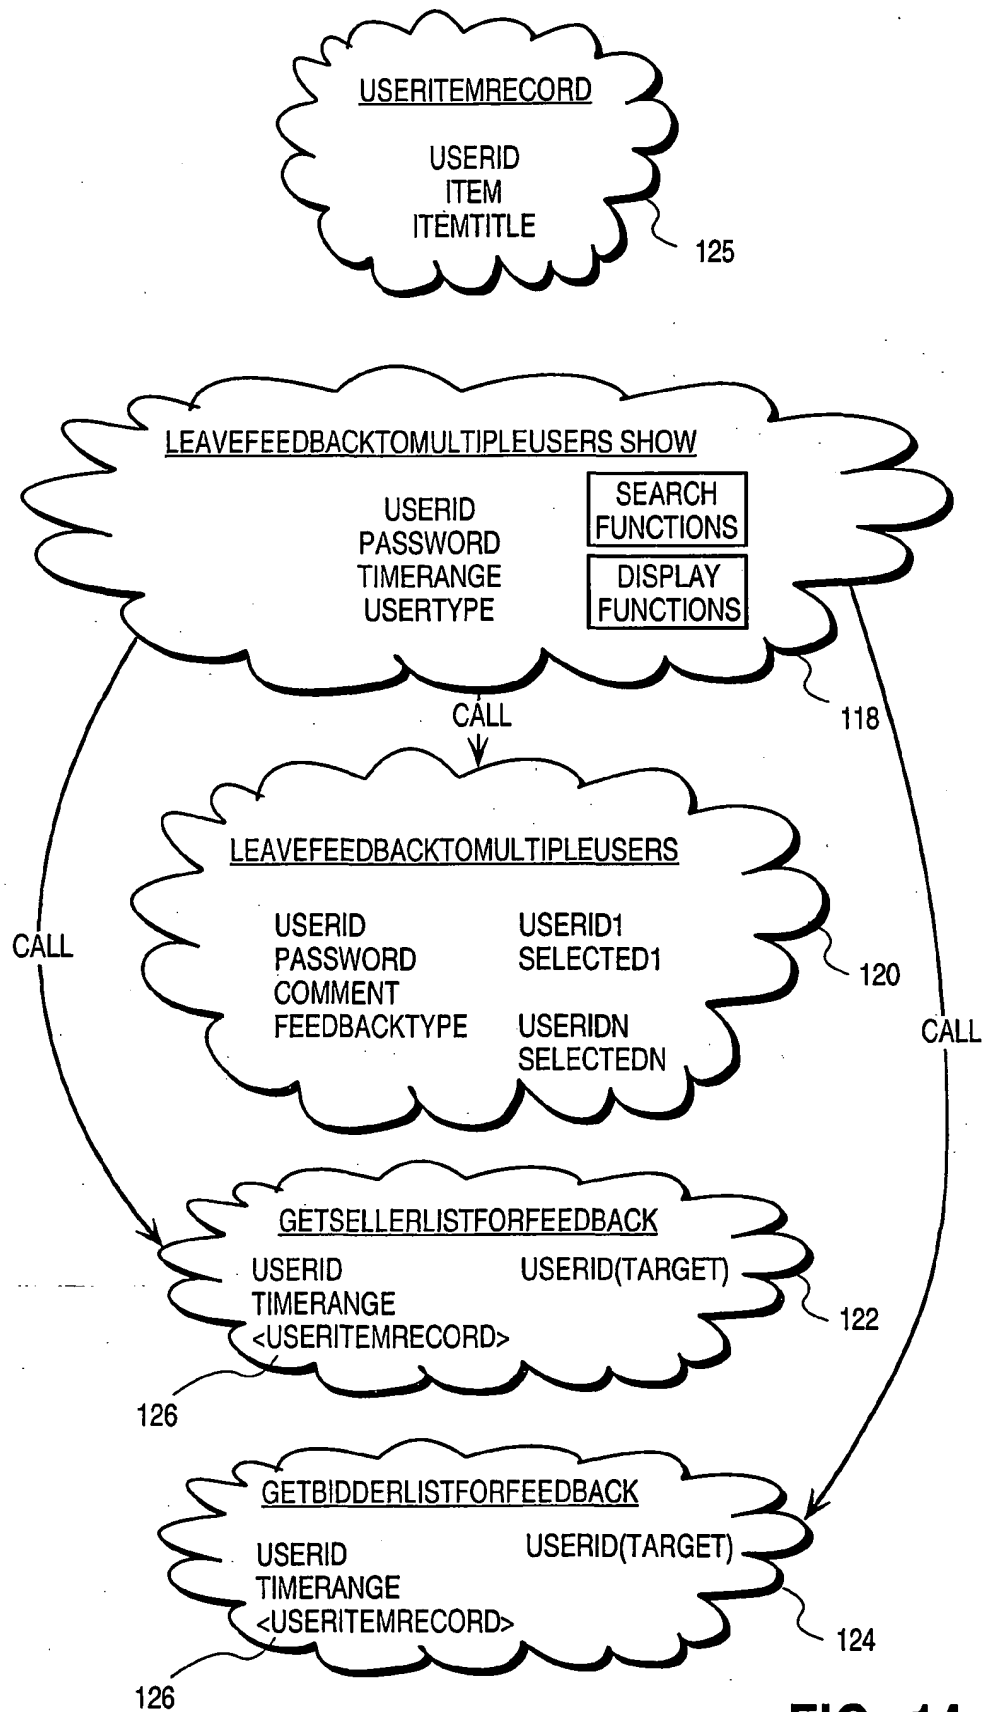 USERITEMRECORD
USERID
ITEM
ITEMTITLE
125
LEAVEFEEDBACKTOMULTIPLEUSERS SHOW
USERID
PASSWORD
TIMERANGE
USERTYPE
SEARCH
FUNCTIONS
DISPLAY
FUNCTIONS
118
CALL
LEAVEFEEDBACKTOMULTIPLEUSERS
USERID
PASSWORD
COMMENT
FEEDBACKTYPE
USERID1
SELECTED1
USERIDN
SELECTEDN
120
CALL
CALL
GETSELLERLISTFORFEEDBACK
USERID
TIMERANGE
<USERITEMRECORD>
USERID(TARGET)
122
126
GETBIDDERLISTFORFEEDBACK
USERID
TIMERANGE
<USERITEMRECORD>
USERID(TARGET)
124
126